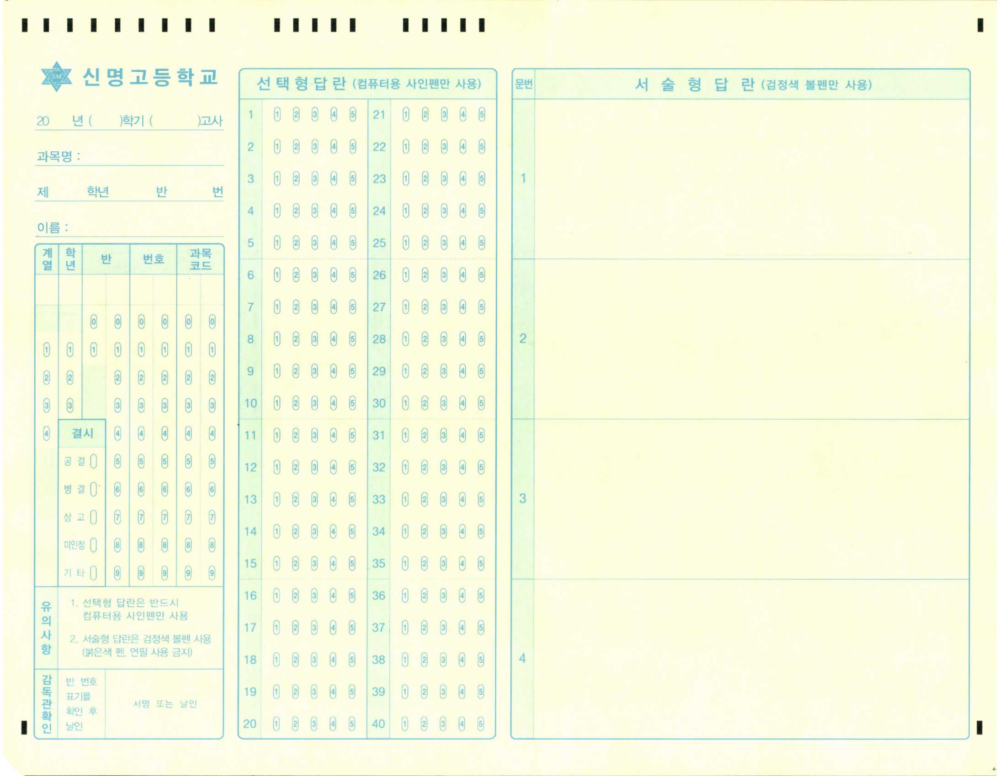 SM 신명고등학교
20 년 ( )학기 ( )고사
과목명 :
제 학년 반 번
이름 :
계열 학년 반 번호 과목코드
0 0 0 0 0 0
1 1 1 1 1 1 1 1
2 2 2 2 2 2 2
3 3 3 3 3 3 3
4 결시 4 4 4 4 4
공 결 5 5 5 5 5
병 결 6 6 6 6 6
상 고 7 7 7 7 7
미인정 8 8 8 8 8
기 타 9 9 9 9 9
유의사항
1. 선택형 답란은 반드시
컴퓨터용 사인펜만 사용
2. 서술형 답란은 검정색 볼펜 사용
(붉은색 펜, 연필 사용 금지)
감독관확인
반 번호
표기를
확인 후
날인
서명 또는 날인
선택형답란 (컴퓨터용 사인펜만 사용)
1 1 2 3 4 5 21 1 2 3 4 5
2 1 2 3 4 5 22 1 2 3 4 5
3 1 2 3 4 5 23 1 2 3 4 5
4 1 2 3 4 5 24 1 2 3 4 5
5 1 2 3 4 5 25 1 2 3 4 5
6 1 2 3 4 5 26 1 2 3 4 5
7 1 2 3 4 5 27 1 2 3 4 5
8 1 2 3 4 5 28 1 2 3 4 5
9 1 2 3 4 5 29 1 2 3 4 5
10 1 2 3 4 5 30 1 2 3 4 5
11 1 2 3 4 5 31 1 2 3 4 5
12 1 2 3 4 5 32 1 2 3 4 5
13 1 2 3 4 5 33 1 2 3 4 5
14 1 2 3 4 5 34 1 2 3 4 5
15 1 2 3 4 5 35 1 2 3 4 5
16 1 2 3 4 5 36 1 2 3 4 5
17 1 2 3 4 5 37 1 2 3 4 5
18 1 2 3 4 5 38 1 2 3 4 5
19 1 2 3 4 5 39 1 2 3 4 5
20 1 2 3 4 5 40 1 2 3 4 5
문번 서 술 형 답 란 (검정색 볼펜만 사용)
1
2
3
4